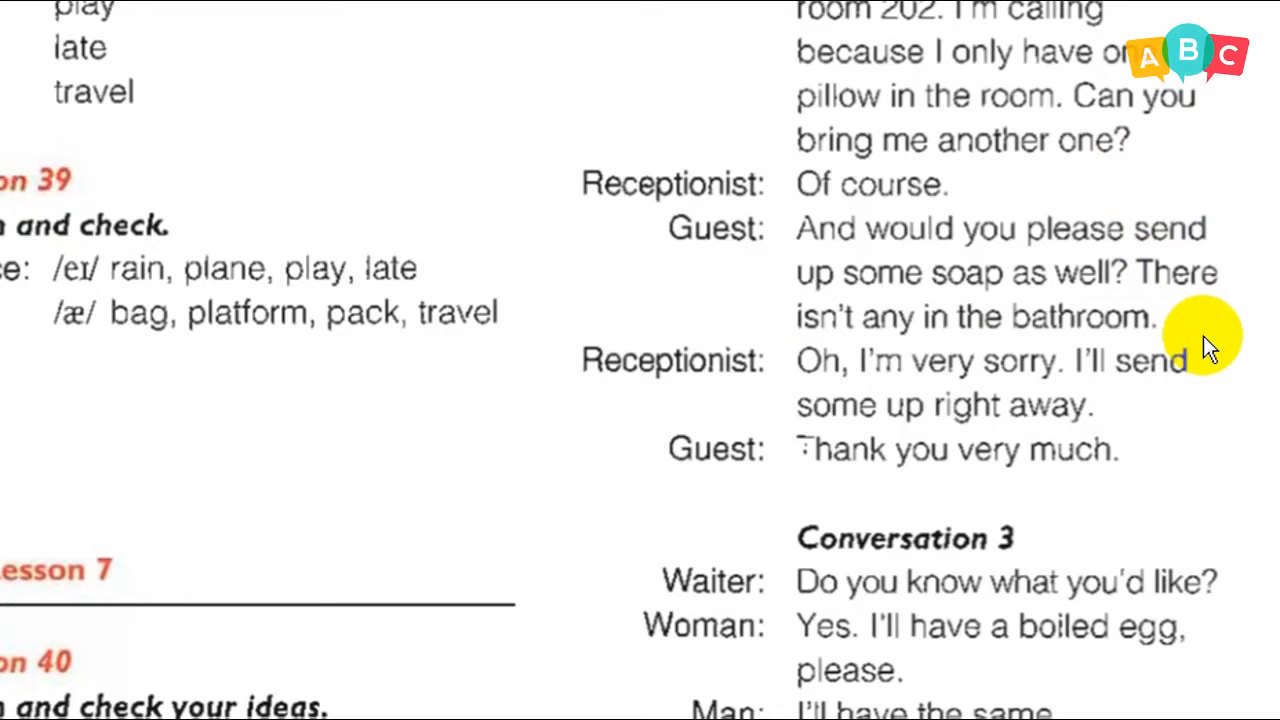 play
late
travel
on 39
n and check.
ce: /eɪ/ rain, plane, play, late
/æ/ bag, platform, pack, travel
esson 7
on 40
n and check your ideas.
room 202. I'm calling
because I only have
pillow in the room. Can you
bring me another one?
Receptionist: Of course.
Guest: And would you please send
up some soap as well? There
isn't any in the bathroom.
Receptionist: Oh, I'm very sorry. I'll send
some up right away.
Guest: Thank you very much.
Conversation 3
Waiter: Do you know what you'd like?
Woman: Yes. I'll have a boiled egg,
please.
Man: I'll have the same
A B C